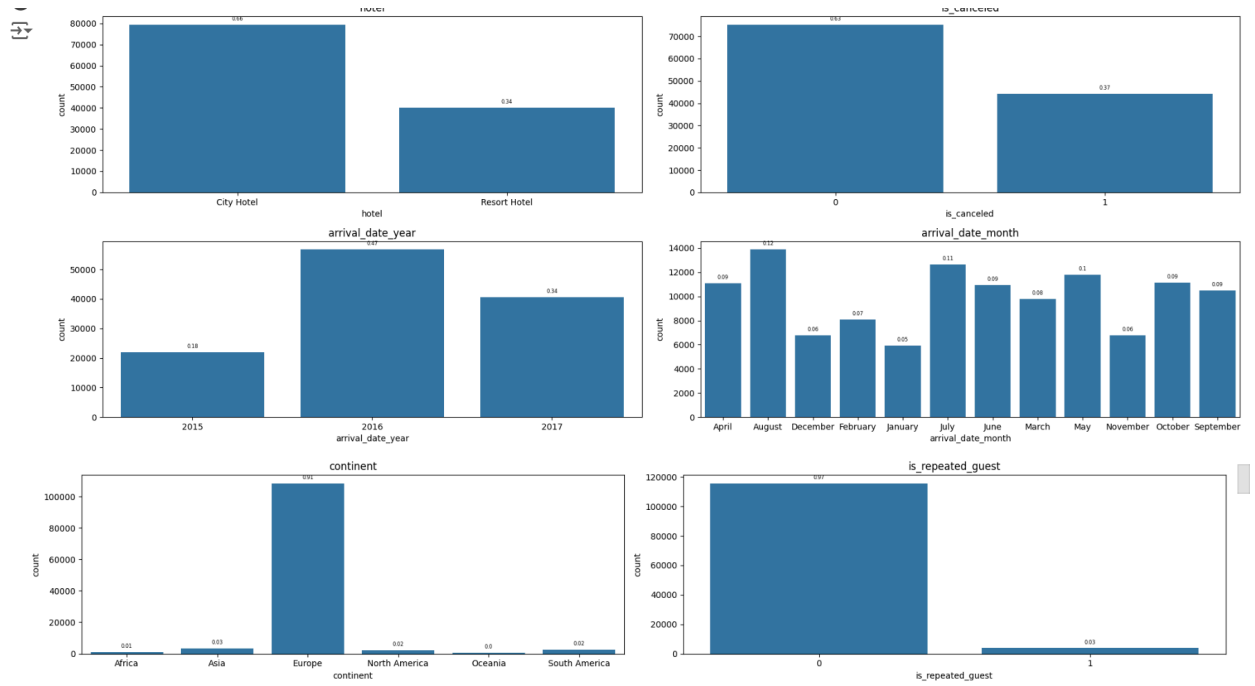 hotel
0.66
0.34
80000
70000
60000
50000
40000
30000
20000
10000
0
count
City Hotel Resort Hotel
hotel
is_canceled
0.63
0.37
70000
60000
50000
40000
30000
20000
10000
0
count
0 1
is_canceled
arrival_date_year
0.47
0.34
0.18
50000
40000
30000
20000
10000
0
count
2015 2016 2017
arrival_date_year
arrival_date_month
0.09 0.12 0.06 0.07 0.05 0.11 0.09 0.08 0.1 0.06 0.09 0.09
14000
12000
10000
8000
6000
4000
2000
0
count
April August December February January July June March May November October September
arrival_date_month
continent
0.91
0.01 0.03 0.02 0.0 0.02
100000
80000
60000
40000
20000
0
count
Africa Asia Europe North America Oceania South America
continent
is_repeated_guest
0.97
0.03
120000
100000
80000
60000
40000
20000
0
count
0 1
is_repeated_guest